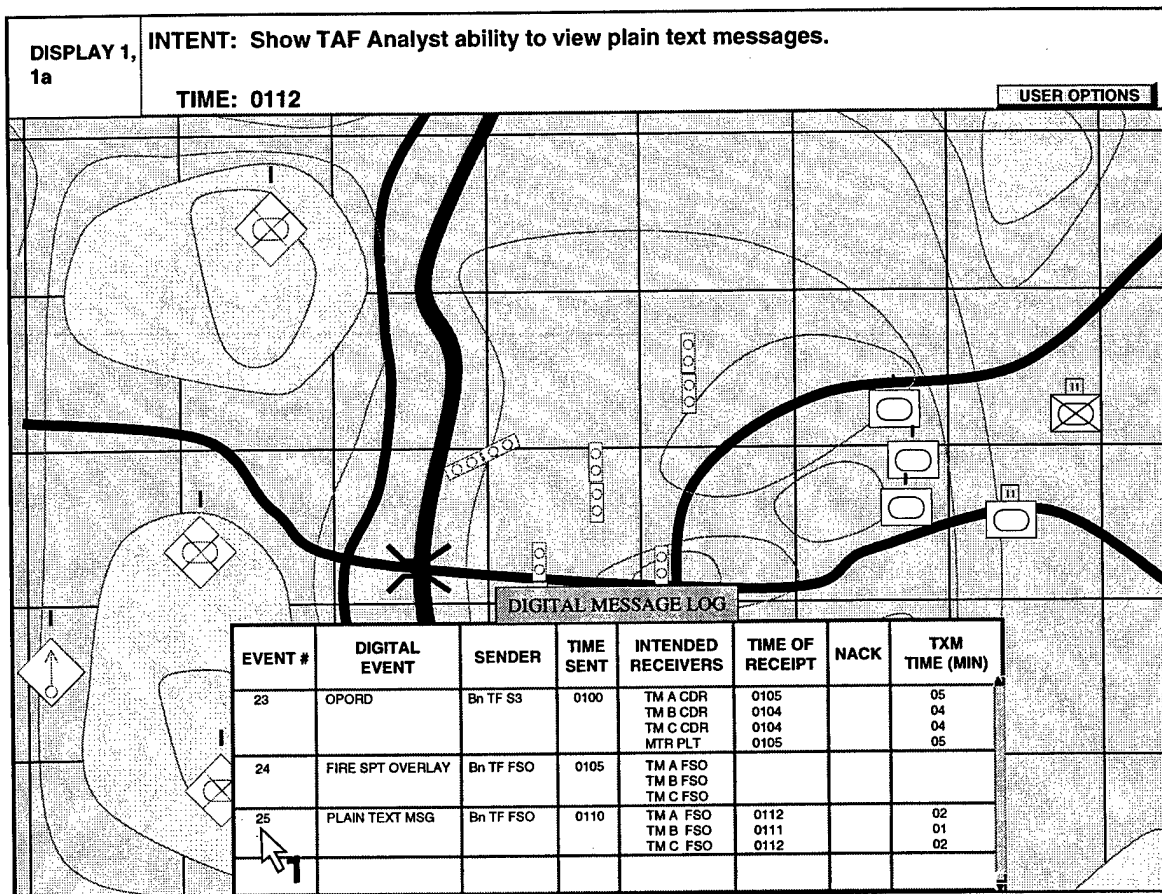 DISPLAY 1,
1a
INTENT: Show TAF Analyst ability to view plain text messages.
TIME: 0112
USER OPTIONS
DIGITAL MESSAGE LOG
EVENT # DIGITAL EVENT SENDER TIME SENT INTENDED RECEIVERS TIME OF RECEIPT NACK TXM TIME (MIN)
23 OPORD Bn TF S3 0100 TM A CDR 0105 05
TM B CDR 0104 04
TM C CDR 0104 04
MTR PLT 0105 05
24 FIRE SPT OVERLAY Bn TF FSO 0105 TM A FSO
TM B FSO
TM C FSO
25 PLAIN TEXT MSG Bn TF FSO 0110 TM A FSO 0112 02
TM B FSO 0111 01
TM C FSO 0112 02
1